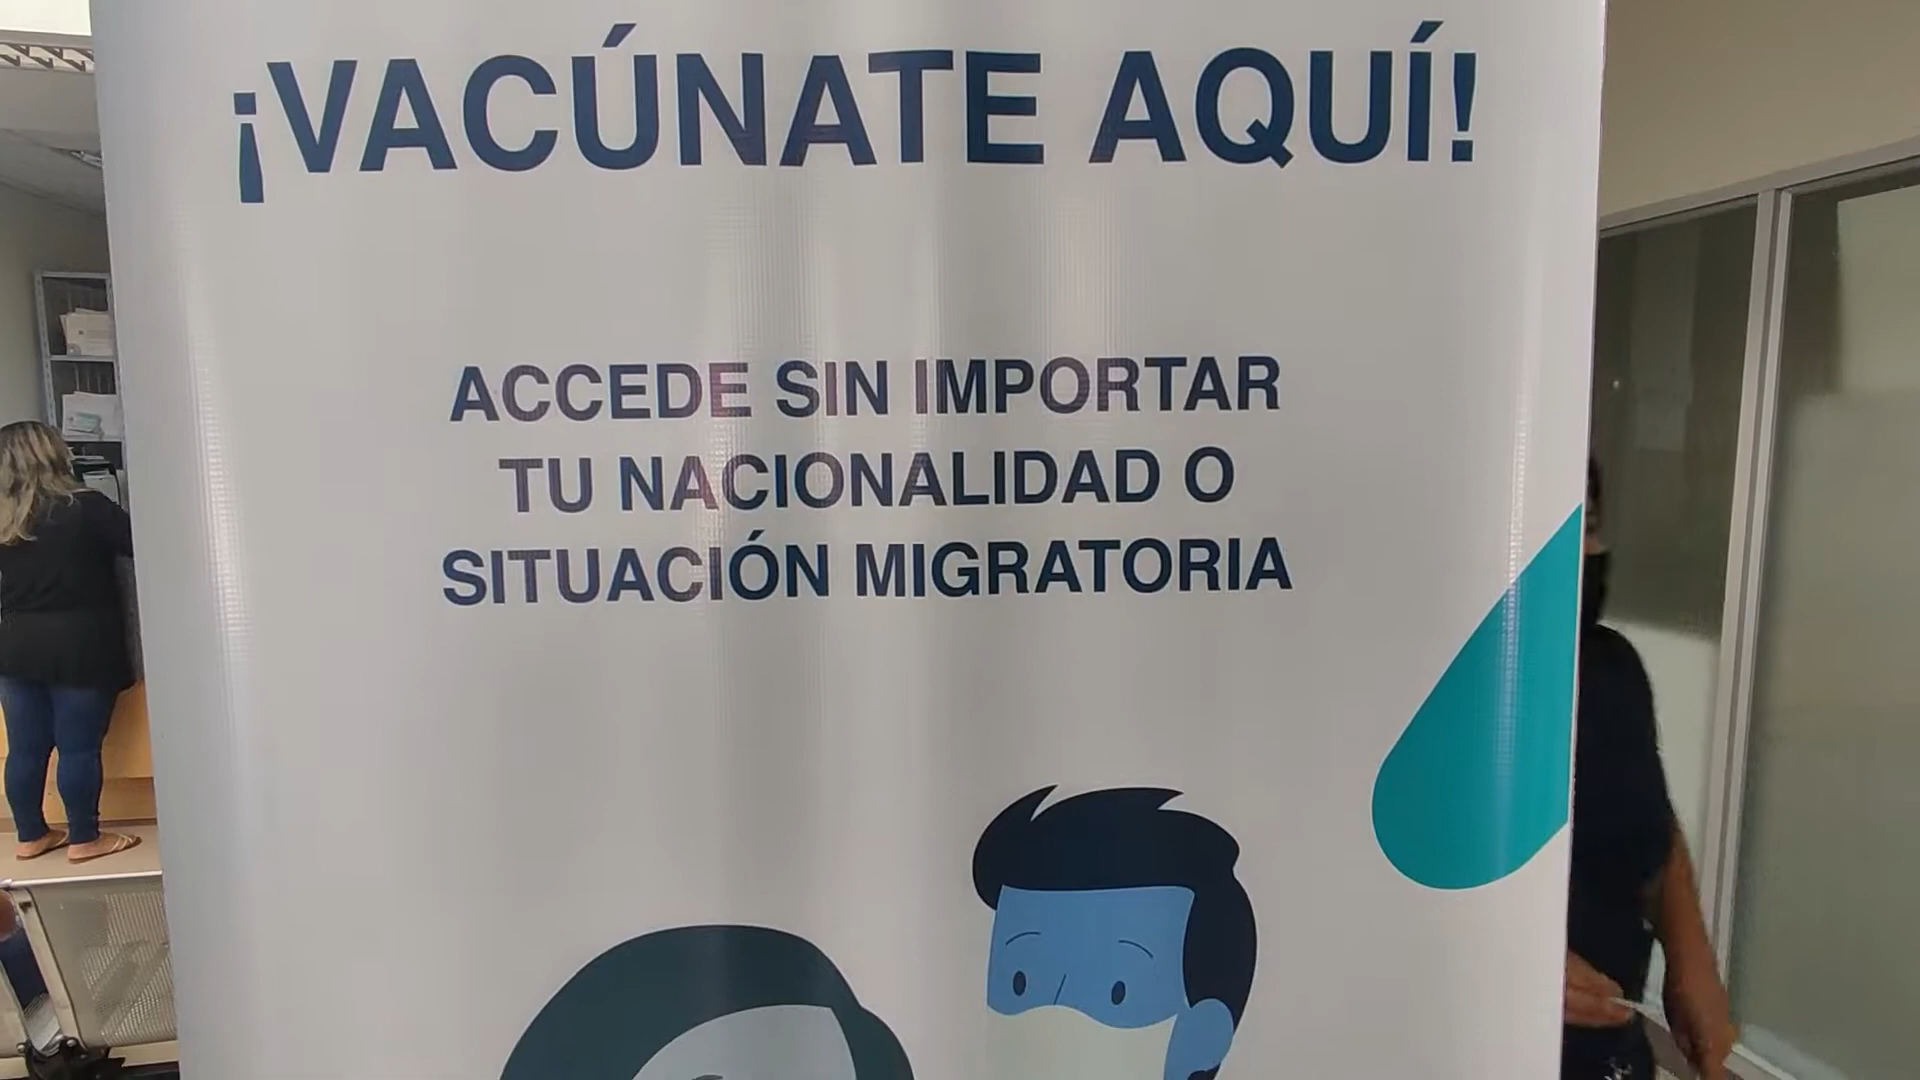 ¡VACÚNATE AQUÍ!
ACCEDE SIN IMPORTAR
TU NACIONALIDAD O
SITUACIÓN MIGRATORIA